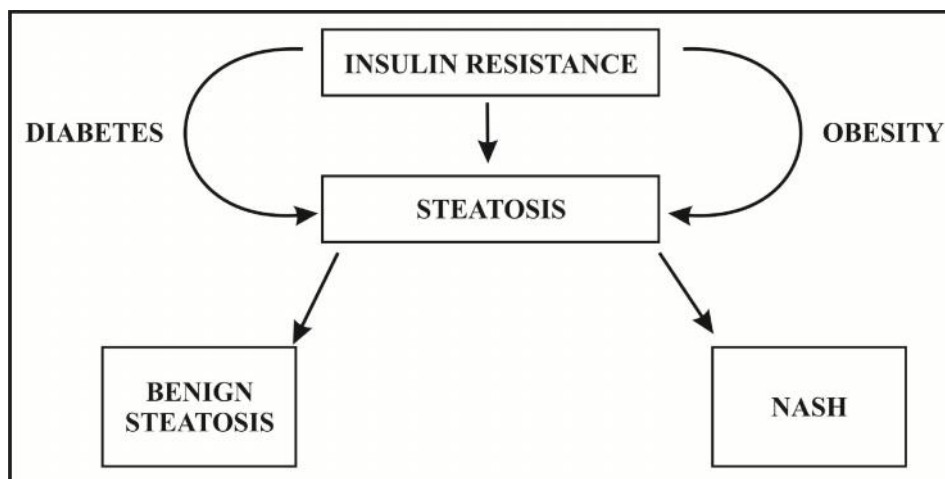 INSULIN RESISTANCE
DIABETES
OBESITY
STEATOSIS
BENIGN
STEATOSIS
NASH